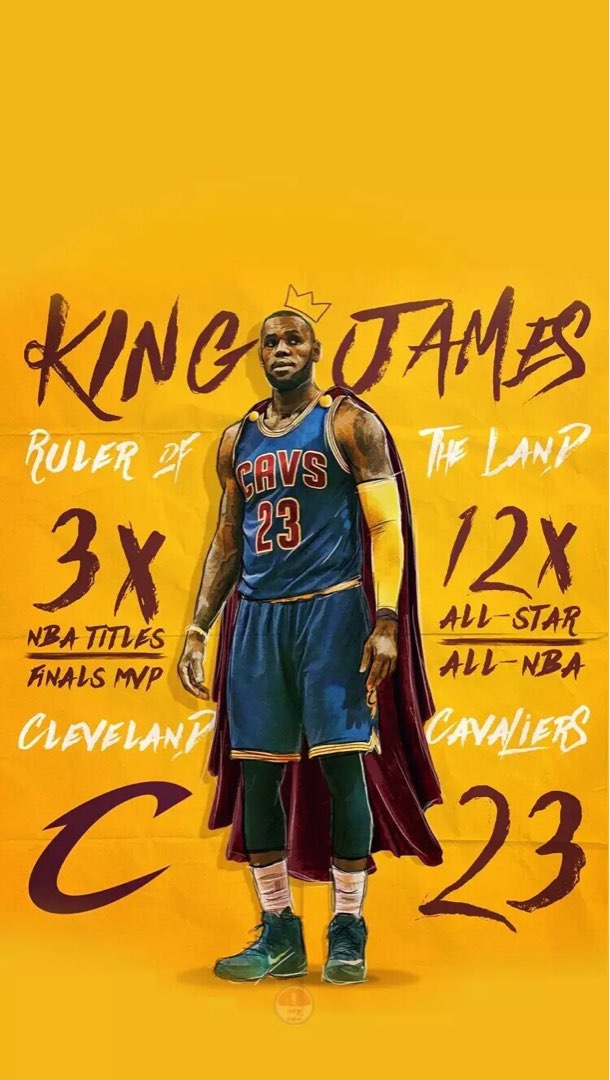 KING JAMES
RULER OF THE LAND
3X
NBA TITLES
FINALS MVP
12X
ALL-STAR
ALL-NBA
CAVS
23
CLEVELAND CAVALIERS
C 23